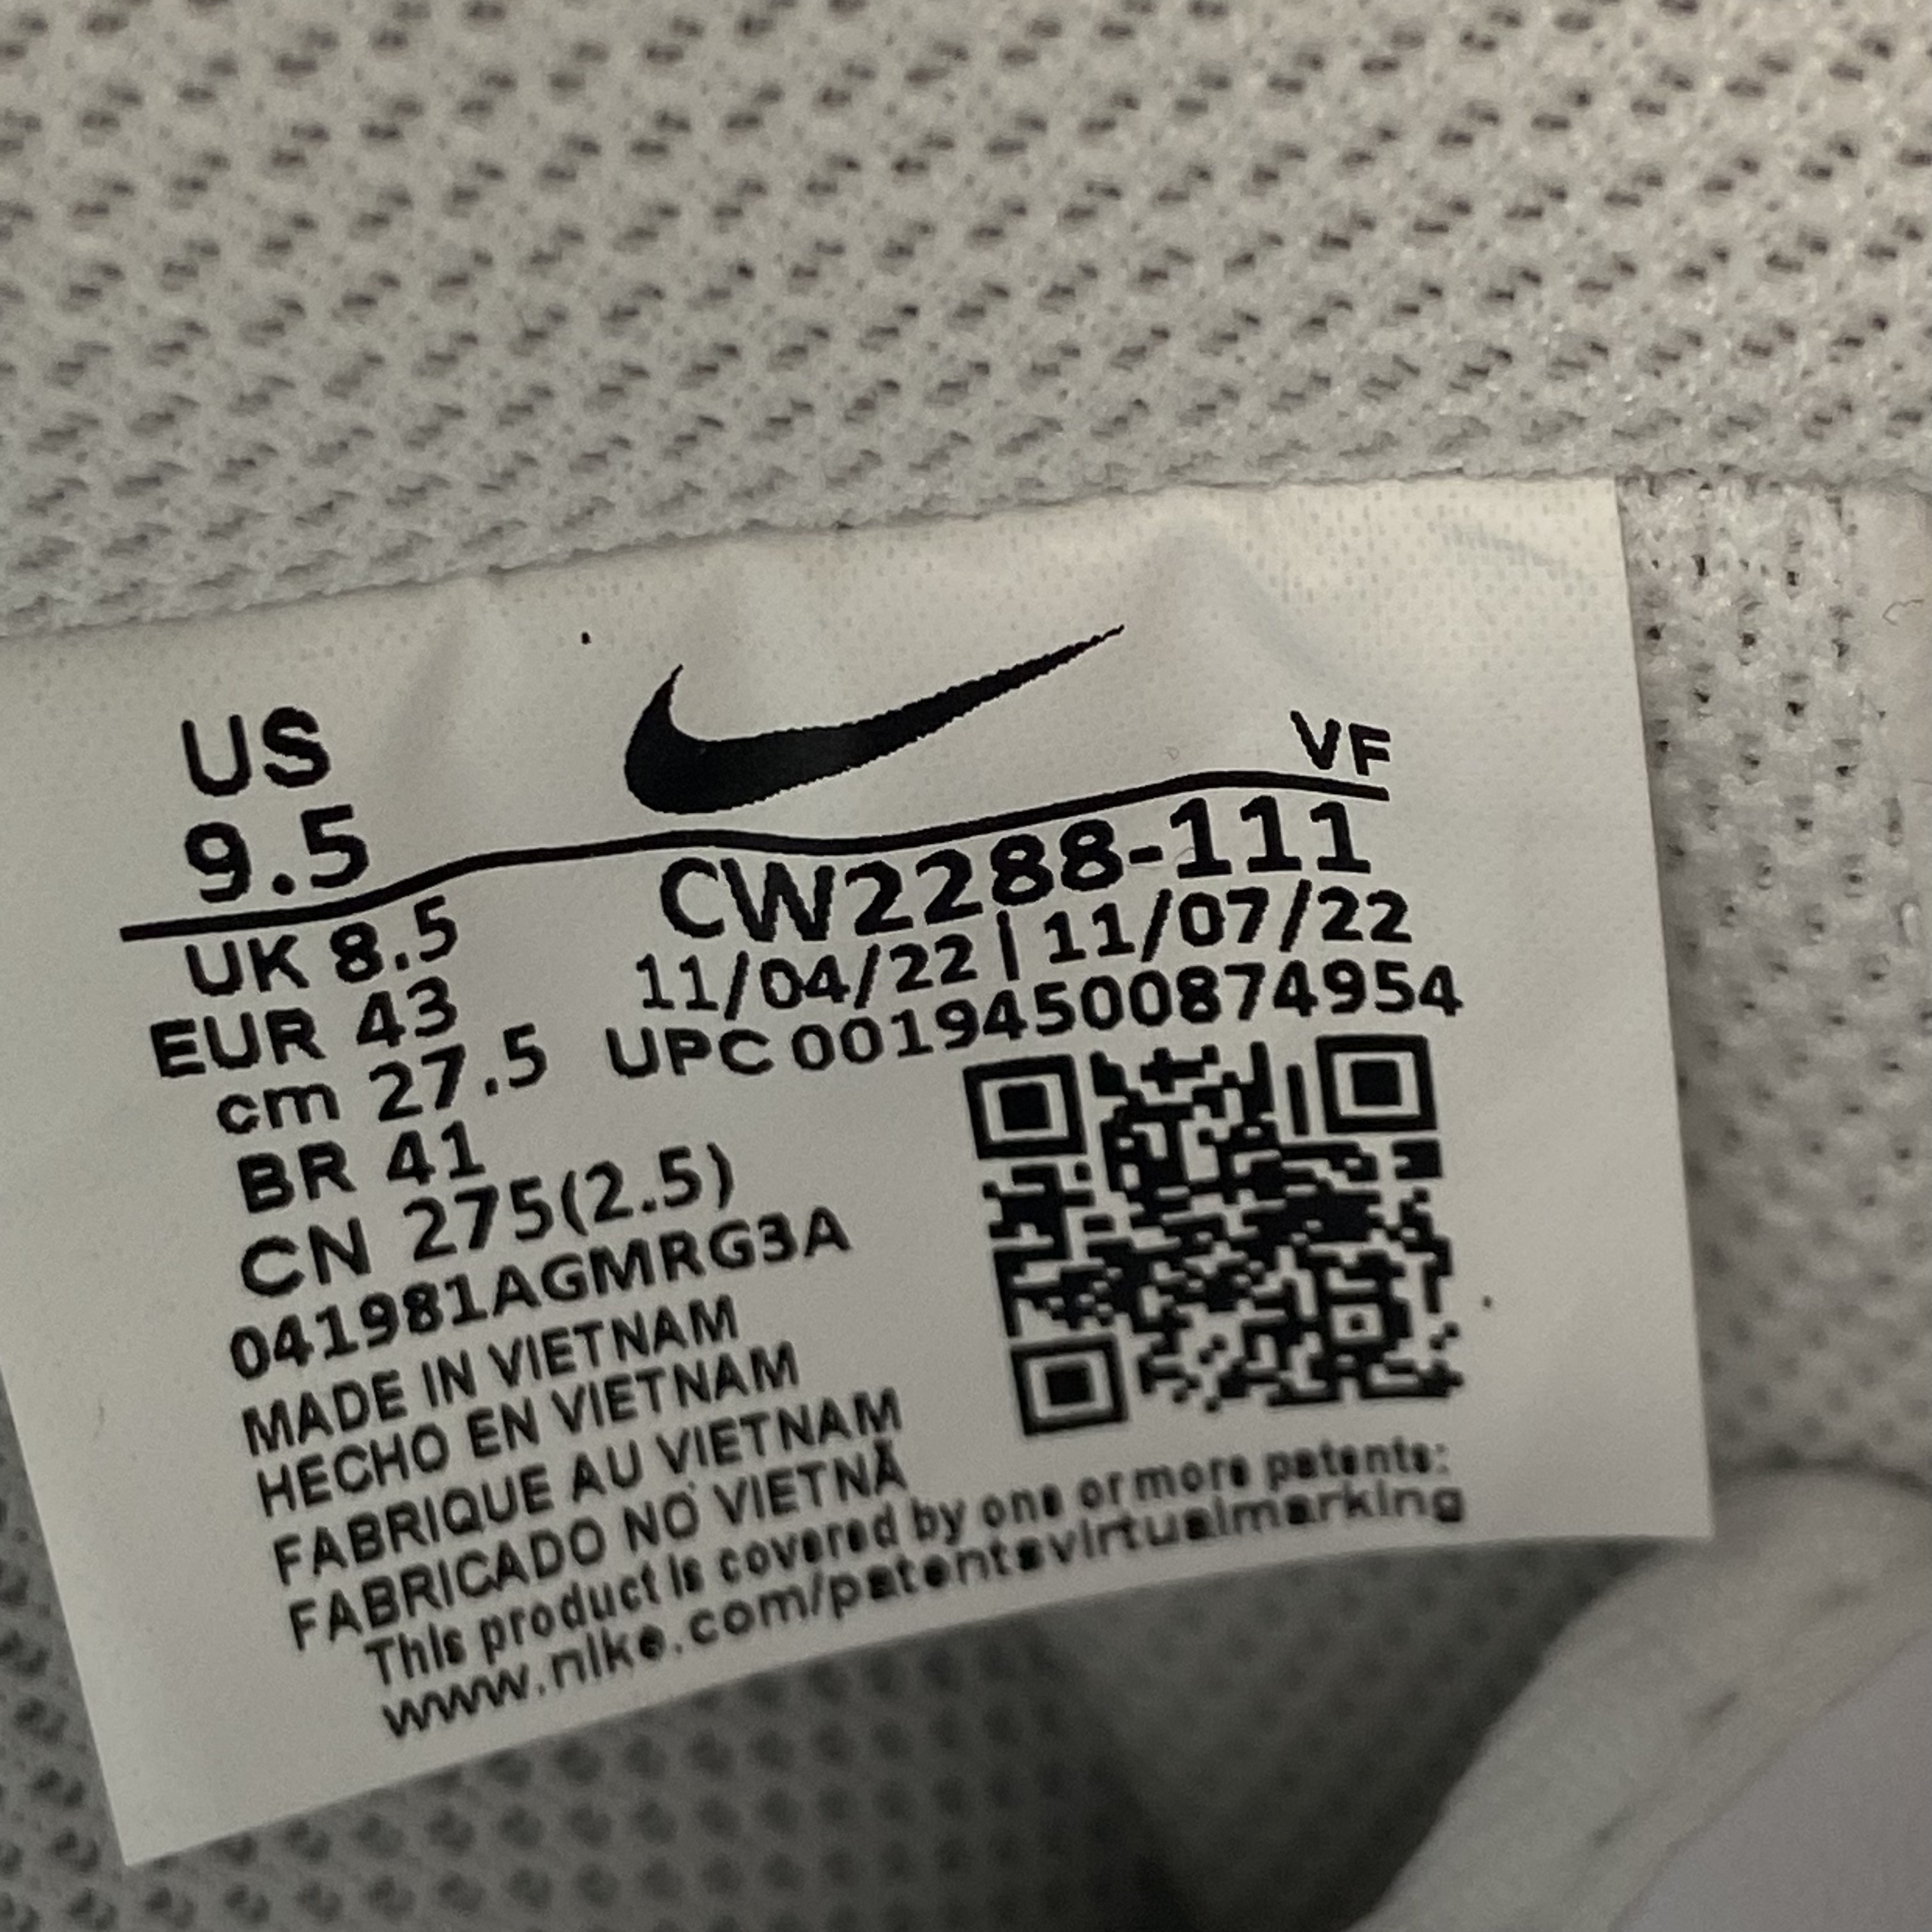 US
9.5
VF
UK 8.5
EUR 43
cm 27.5
BR 41
CN 275(2.5)
CW2288-111
11/04/22 | 11/07/22
UPC 00194500874954
041981AGMRG3A
MADE IN VIETNAM
HECHO EN VIETNAM
FABRIQUE AU VIETNAM
FABRICADO NO VIETNÃ
This product is covered by one or more patents:
www.nike.com/patentsvirtualmarking